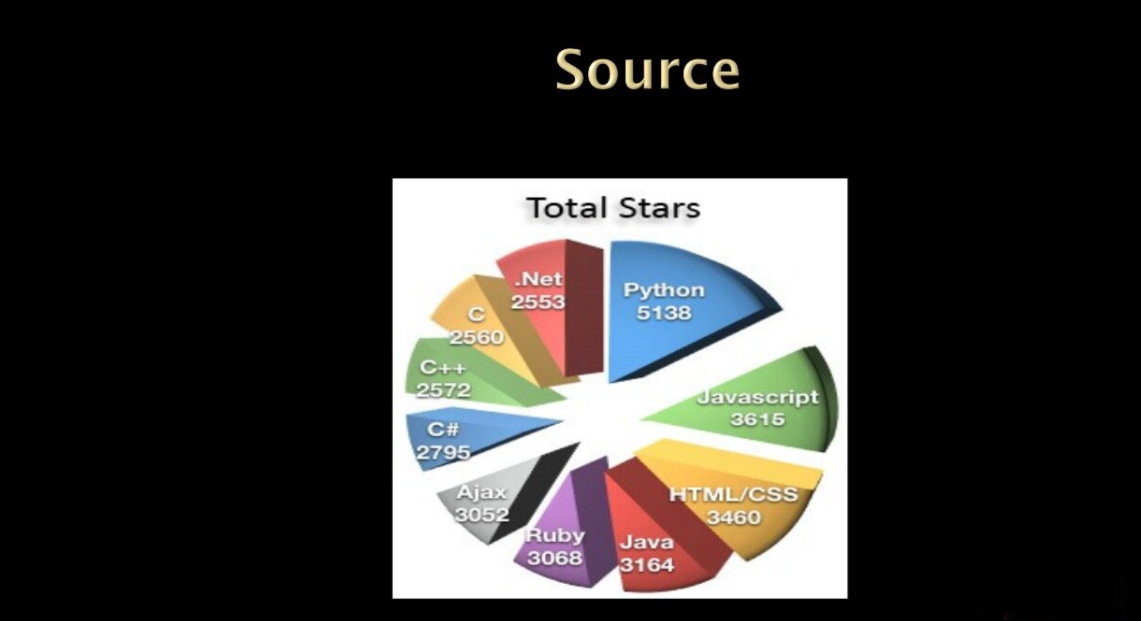 Source
Total Stars
.Net
2553
Python
5138
C
2560
C++
2572
Javascript
3615
C#
2795
Ajax
3052
HTML/CSS
3460
Ruby
3068
Java
3164